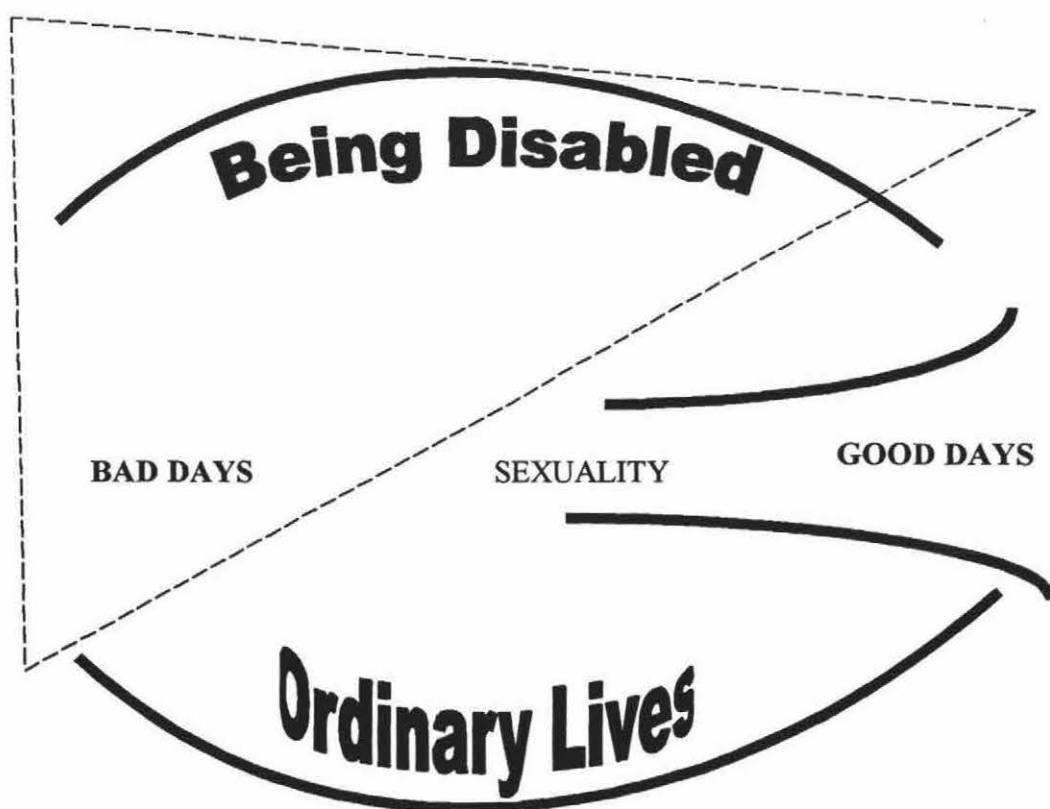 Being Disabled
BAD DAYS
SEXUALITY
GOOD DAYS
Ordinary Lives